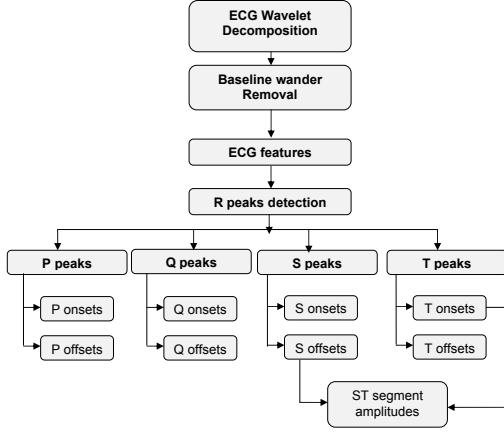 ECG Wavelet
Decomposition
Baseline wander
Removal
ECG features
R peaks detection
P peaks
Q peaks
S peaks
T peaks
P onsets
Q onsets
S onsets
T onsets
P offsets
Q offsets
S offsets
T offsets
ST segment
amplitudes